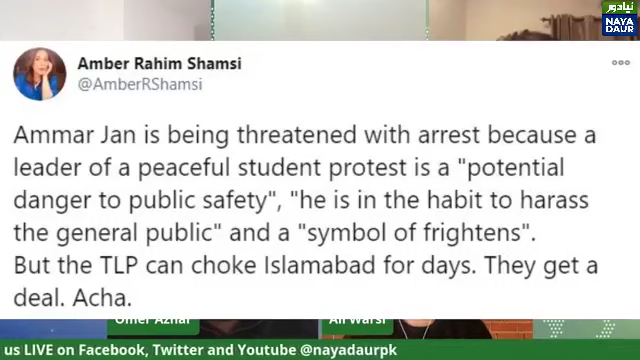 نیادور
NAYA
DAUR
Amber Rahim Shamsi
@AmberRShamsi
Ammar Jan is being threatened with arrest because a
leader of a peaceful student protest is a "potential
danger to public safety", "he is in the habit to harass
the general public" and a "symbol of frightens".
But the TLP can choke Islamabad for days. They get a
deal. Acha.
Omer Azhar
Ali Warsi
us LIVE on Facebook, Twitter and Youtube @nayadaurpk